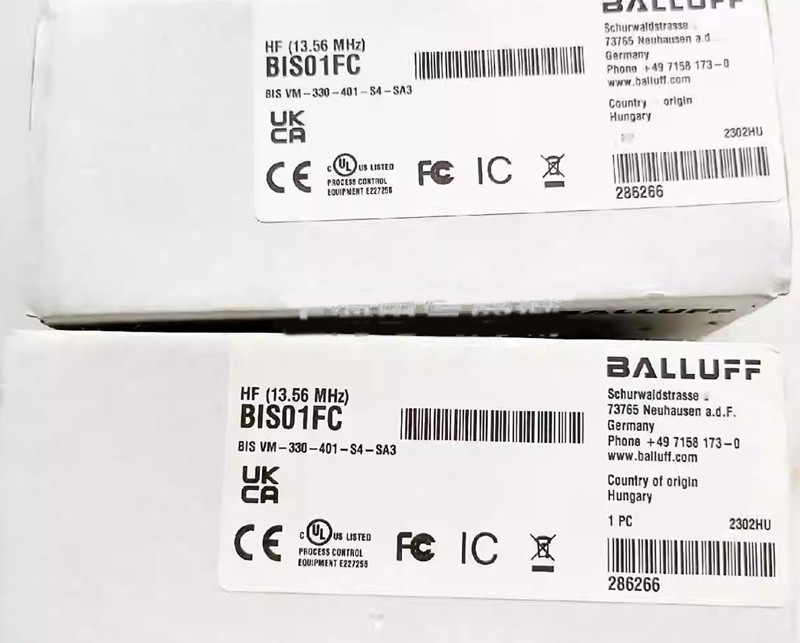 HF (13.56 MHz)
BIS01FC
BIS VM-330-401-S4-SA3
UK
CA
CE
c UL US LISTED
PROCESS CONTROL
EQUIPMENT E227256
FC
IC
BALLUFF
Schurwaldstrasse
73765 Neuhausen a.d
Germany
Phone +49 7158 173-0
www.balluff.com
Country origin
Hungary
2302HU
286266
BALLUFF
HF (13.56 MHz)
BIS01FC
BIS VM-330-401-S4-SA3
UK
CA
CE
c UL US LISTED
PROCESS CONTROL
EQUIPMENT E227256
FC
IC
BALLUFF
Schurwaldstrasse
73765 Neuhausen a.d.F.
Germany
Phone +49 7158 173-0
www.balluff.com
Country of origin
Hungary
1 PC
2302HU
286266